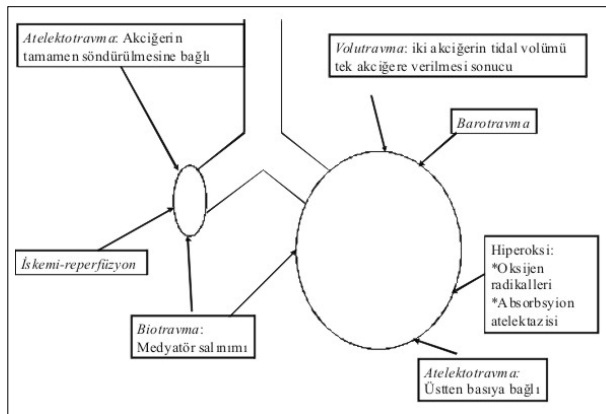 Atelektotravma: Akciğerin
tamamen söndürülmesine bağlı
Volutravma: iki akciğerin tidal volümü
tek akciğere verilmesi sonucu
Barotravma
İskemi-reperfüzyon
Hiperoksi:
*Oksijen
radikalleri
*Absorbsyion
atelektazisi
Biotravma:
Medyatör salınımı
Atelektotravma:
Üstten basıya bağlı